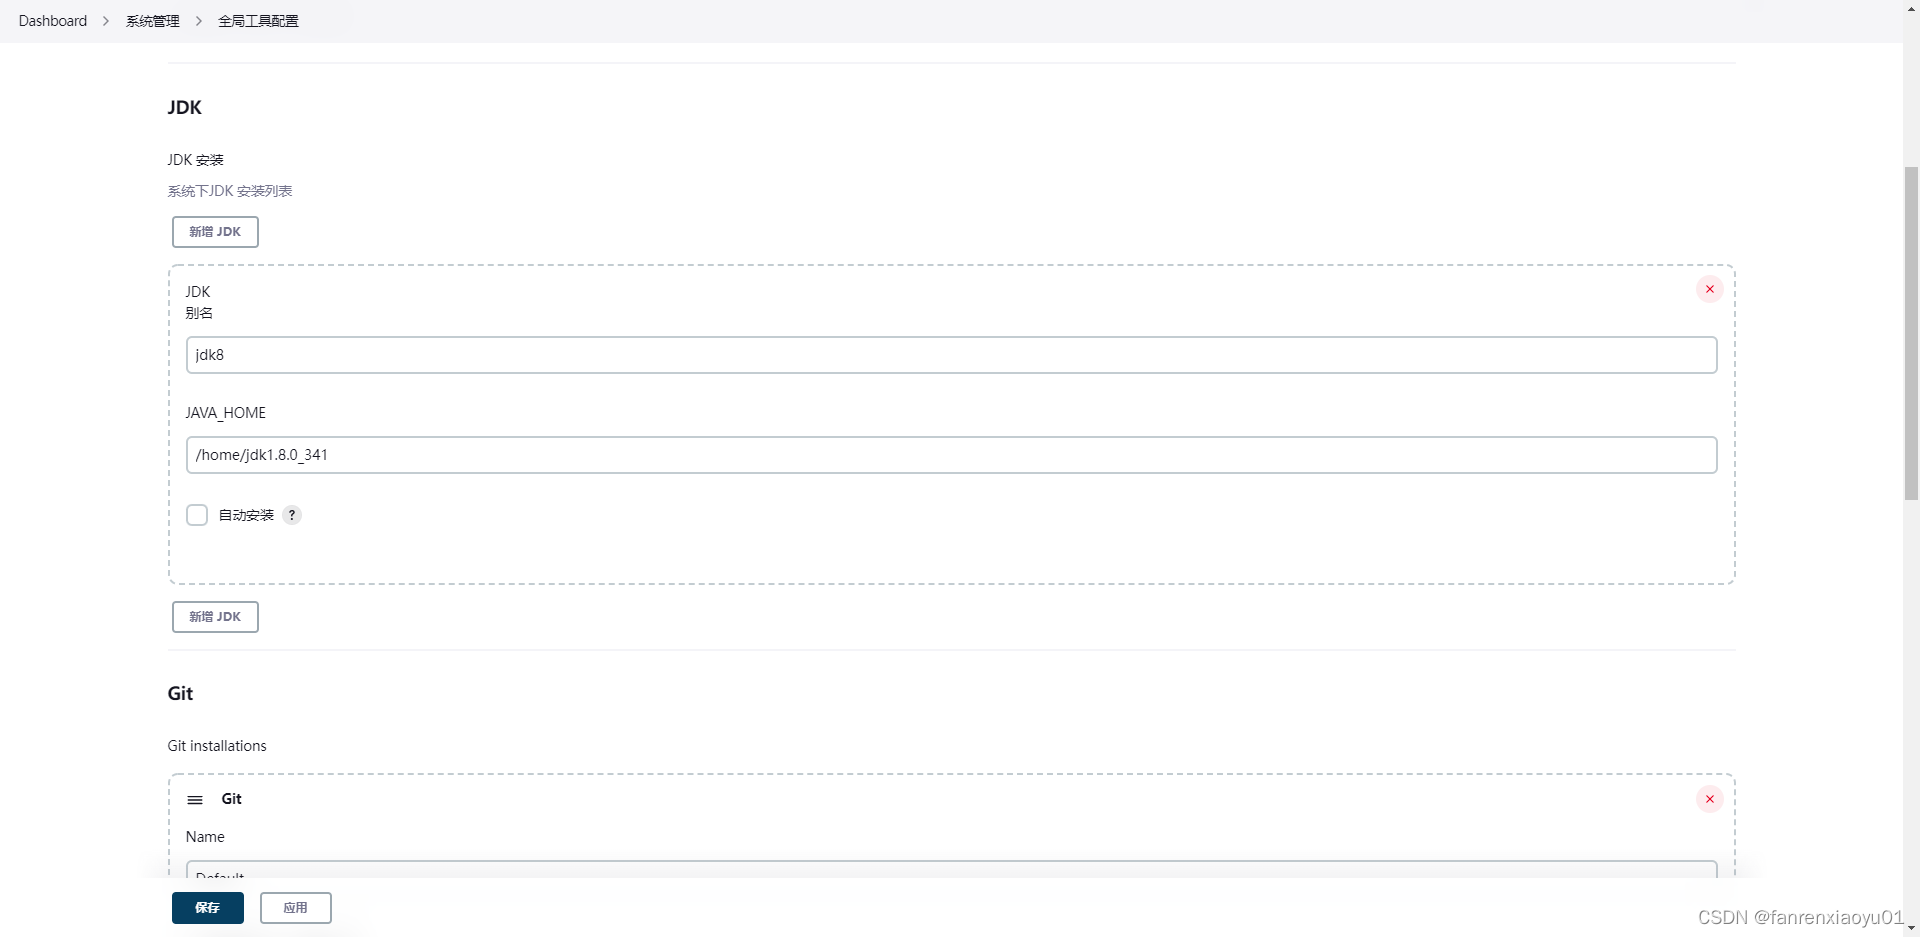 Dashboard > 系统管理 > 全局工具配置
JDK
JDK 安装
系统下JDK 安装列表
新增 JDK
JDK
别名
jdk8
JAVA_HOME
/home/jdk1.8.0_341
自动安装 ?
新增 JDK
Git
Git installations
Git
Name
Default
保存 应用
CSDN @fanrenxiaoyu01